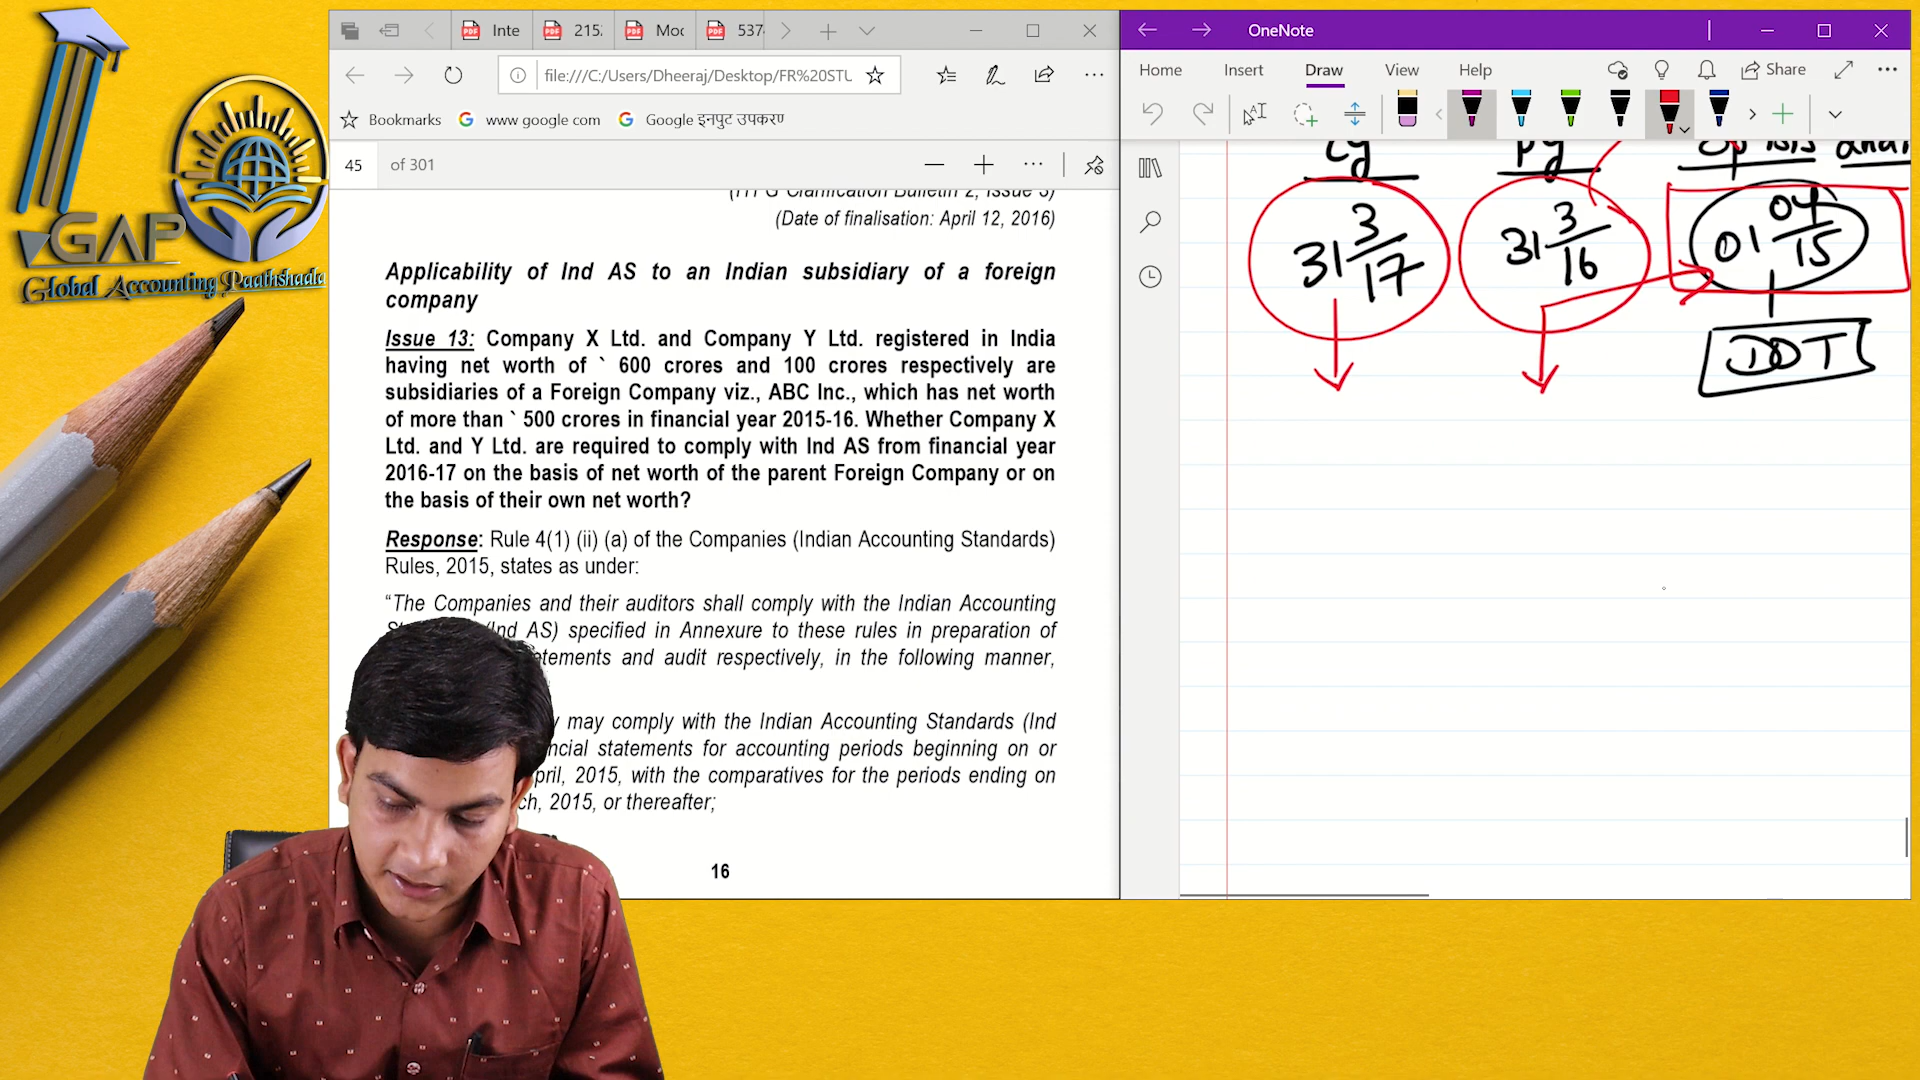 GAP
Global Accounting Paathshada
Inte
215
Moc
537
file:///C:/Users/Dheeraj/Desktop/FR%20STU
Bookmarks
www google com
Google इनपुट उपकरण
45 of 301
(Date of finalisation: April 12, 2016)
Applicability of Ind AS to an Indian subsidiary of a foreign
company
Issue 13: Company X Ltd. and Company Y Ltd. registered in India
having net worth of ` 600 crores and 100 crores respectively are
subsidiaries of a Foreign Company viz., ABC Inc., which has net worth
of more than ` 500 crores in financial year 2015-16. Whether Company X
Ltd. and Y Ltd. are required to comply with Ind AS from financial year
2016-17 on the basis of net worth of the parent Foreign Company or on
the basis of their own net worth?
Response: Rule 4(1) (ii) (a) of the Companies (Indian Accounting Standards)
Rules, 2015, states as under:
“The Companies and their auditors shall comply with the Indian Accounting
(Ind AS) specified in Annexure to these rules in preparation of
tements and audit respectively, in the following manner,
may comply with the Indian Accounting Standards (Ind
ncial statements for accounting periods beginning on or
pril, 2015, with the comparatives for the periods ending on
ch, 2015, or thereafter;
16
OneNote
Home
Insert
Draw
View
Help
Share
Cy
Py
31 3/17
31 3/16
01 04/15
DDT